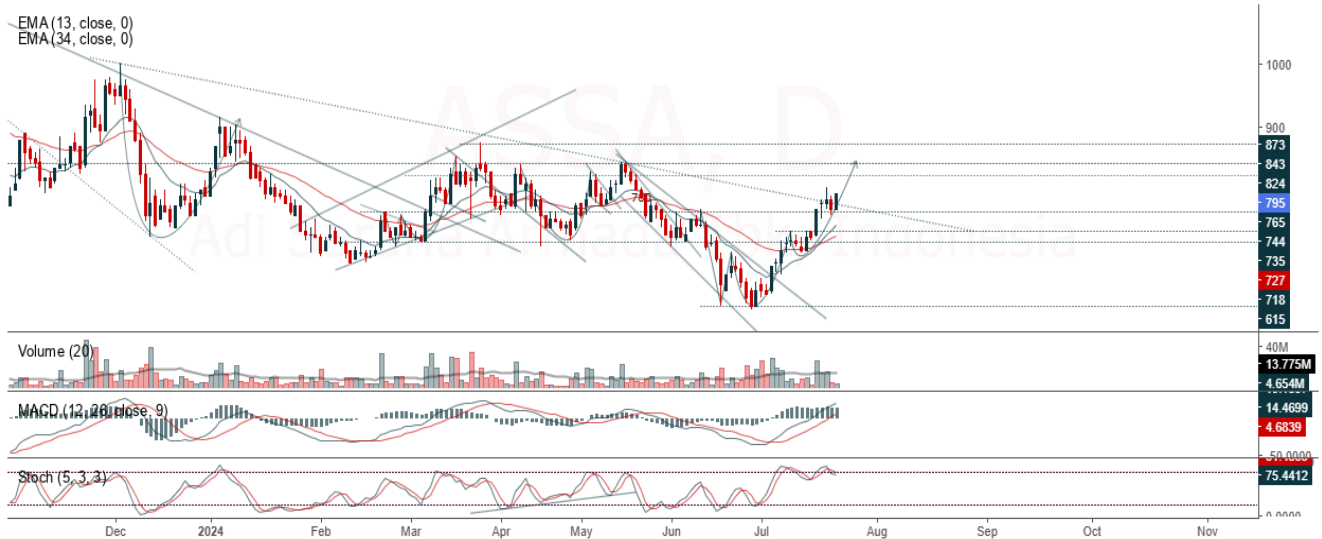 EMA (13, close, 0)
EMA (34, close, 0)
ASSA, D
1000
900
873
843
824
795
765
744
735
727
718
615
Volume (20)
40M
13.775M
4.654M
MACD (12, 26, close, 9)
14.4699
4.6839
50.0000
Stoch (5, 3, 3)
75.4412
0.0000
Dec 2024 Feb Mar Apr May Jun Jul Aug Sep Oct Nov